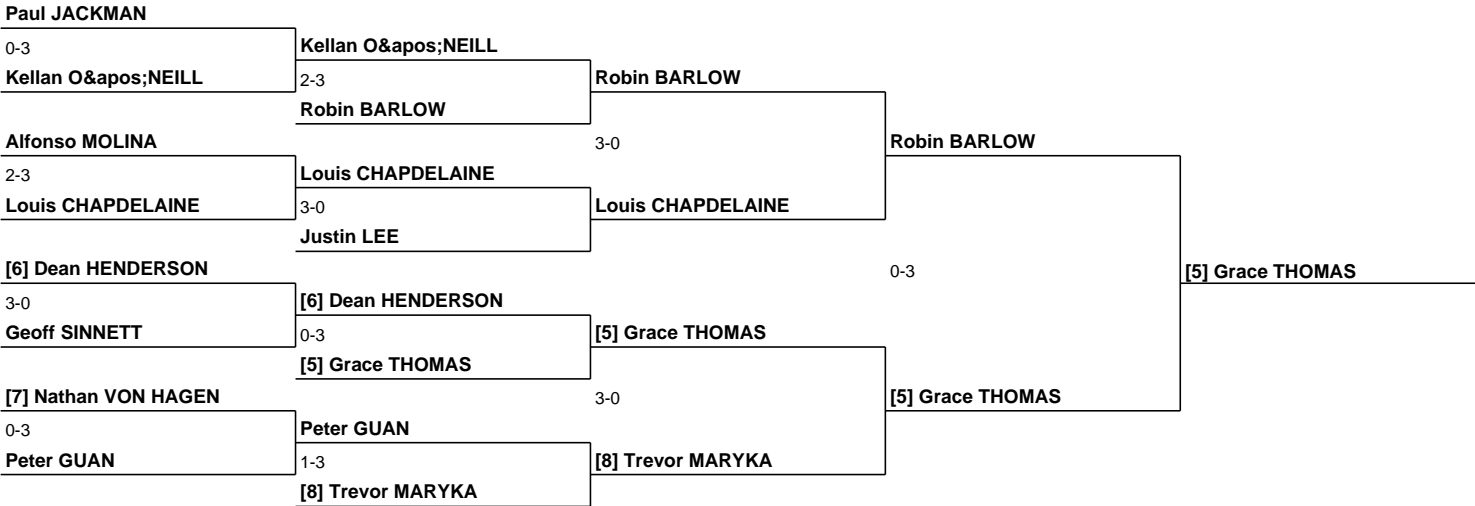 Paul JACKMAN
0-3
Kellan O&apos;NEILL
Kellan O&apos;NEILL
2-3
Robin BARLOW
Robin BARLOW
Alfonso MOLINA
3-0
Robin BARLOW
2-3
Louis CHAPDELAINE
Louis CHAPDELAINE
3-0
Louis CHAPDELAINE
Justin LEE
[6] Dean HENDERSON
0-3
[5] Grace THOMAS
3-0
[6] Dean HENDERSON
Geoff SINNETT
0-3
[5] Grace THOMAS
[5] Grace THOMAS
[7] Nathan VON HAGEN
3-0
[5] Grace THOMAS
0-3
Peter GUAN
Peter GUAN
1-3
[8] Trevor MARYKA
[8] Trevor MARYKA